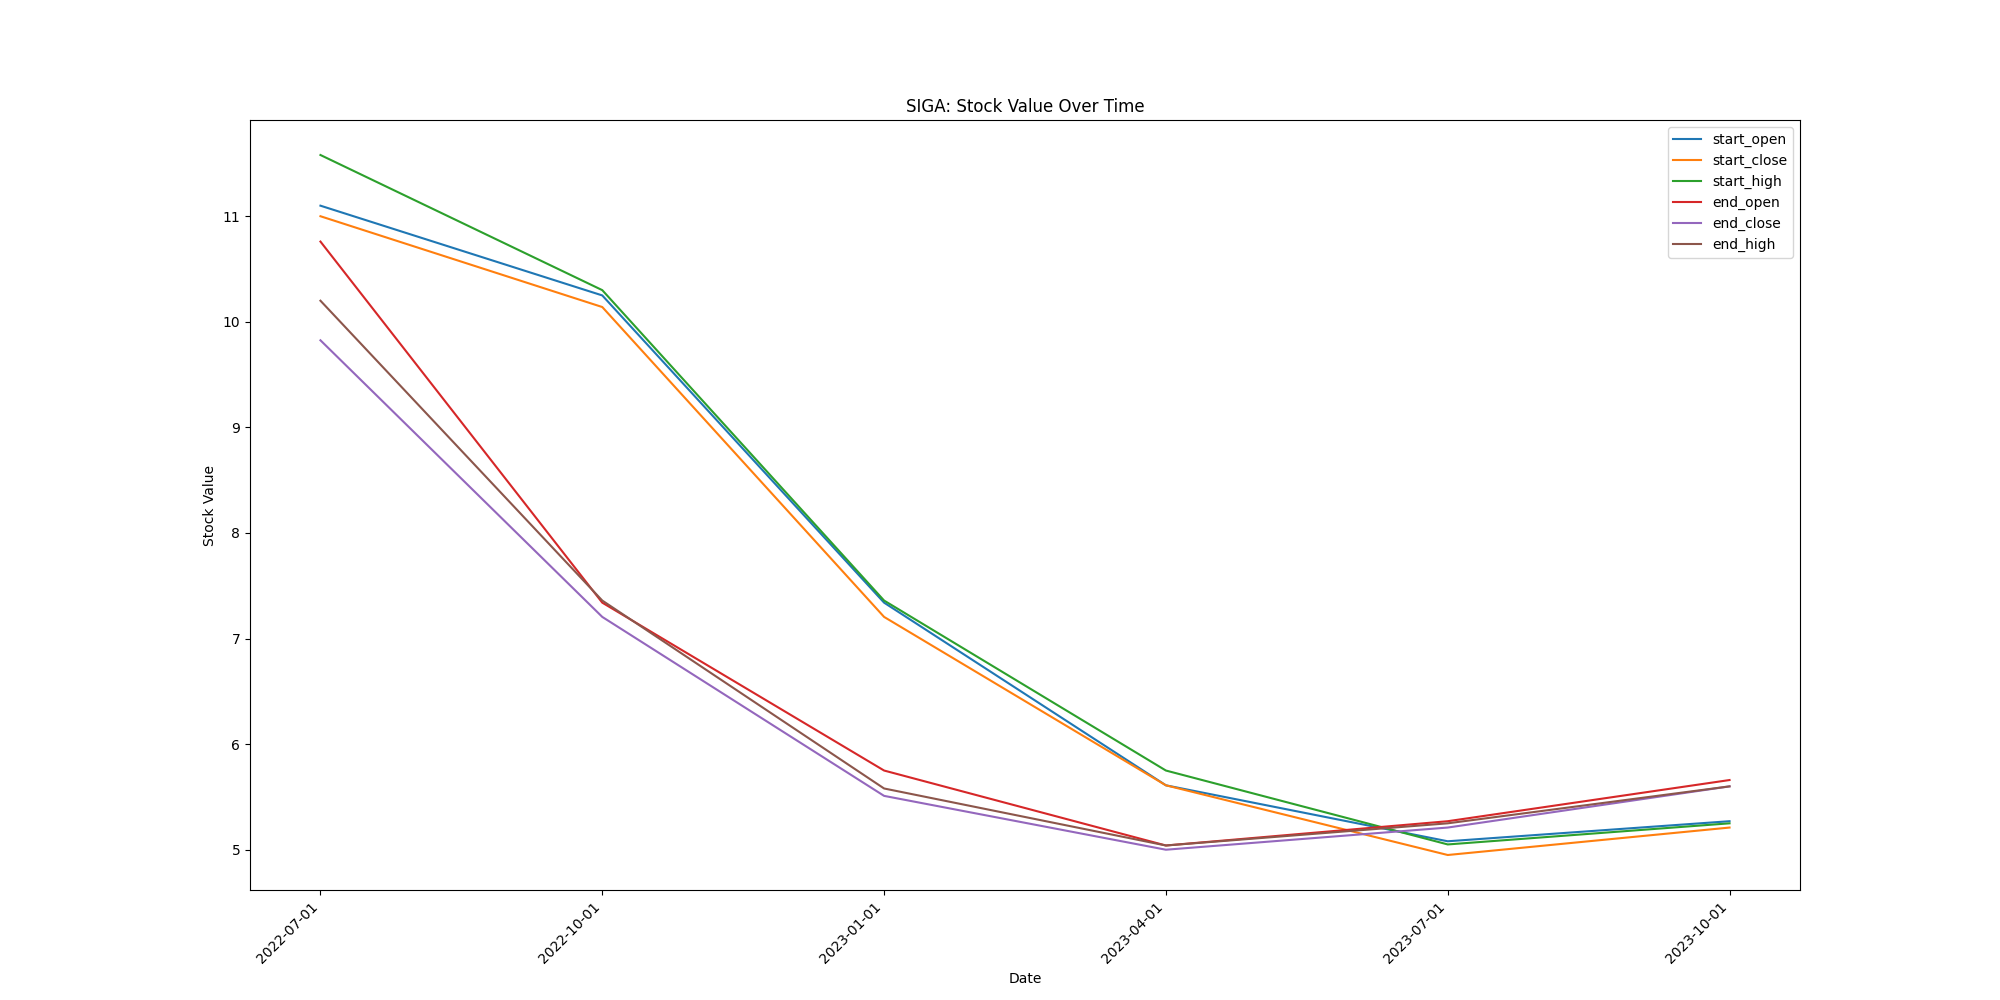 SIGA: Stock Value Over Time
start_open
start_close
start_high
end_open
end_close
end_high
Stock Value
11
10
9
8
7
6
5
2022-07-01
2022-10-01
2023-01-01
2023-04-01
2023-07-01
2023-10-01
Date